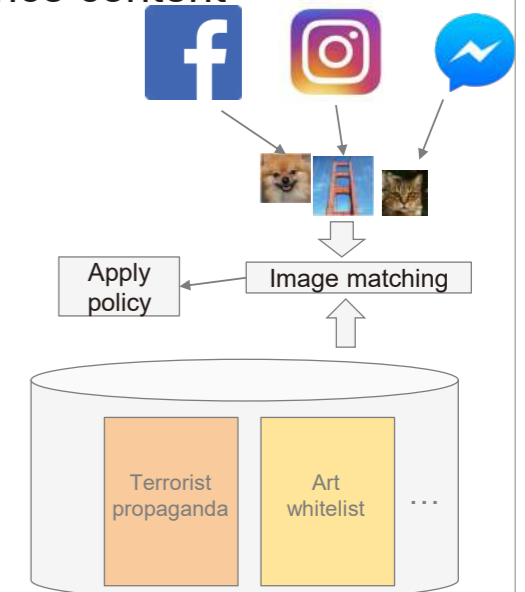 Apply
policy
Image matching
Terrorist
propaganda
Art
whitelist
...